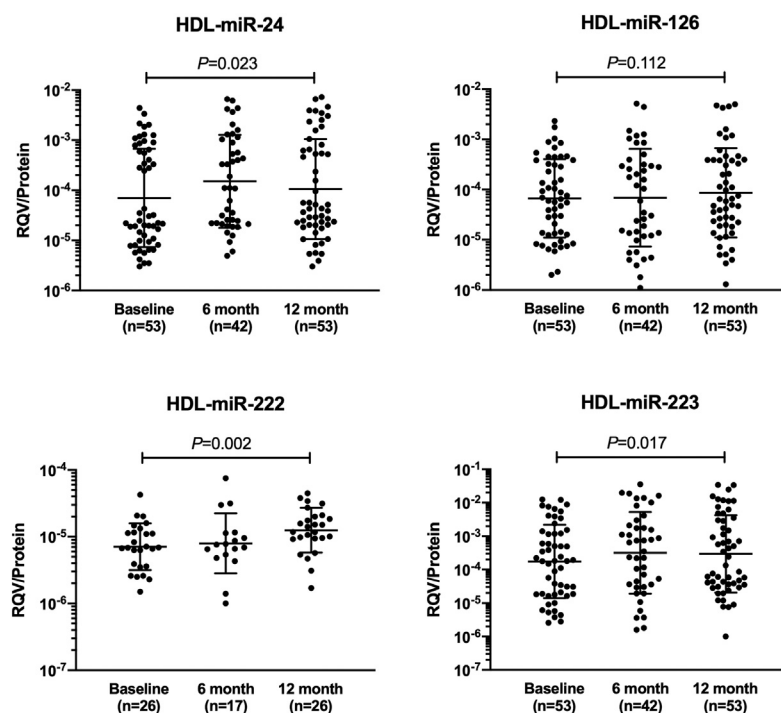 HDL-miR-24
P=0.023
RQV/Protein
10-2
10-3
10-4
10-5
10-6
Baseline 6 month 12 month
(n=53) (n=42) (n=53)
HDL-miR-126
P=0.112
RQV/Protein
10-2
10-3
10-4
10-5
10-6
Baseline 6 month 12 month
(n=53) (n=42) (n=53)
HDL-miR-222
P=0.002
RQV/Protein
10-4
10-5
10-6
10-7
Baseline 6 month 12 month
(n=26) (n=17) (n=26)
HDL-miR-223
P=0.017
RQV/Protein
10-1
10-2
10-3
10-4
10-5
10-6
10-7
Baseline 6 month 12 month
(n=53) (n=42) (n=53)